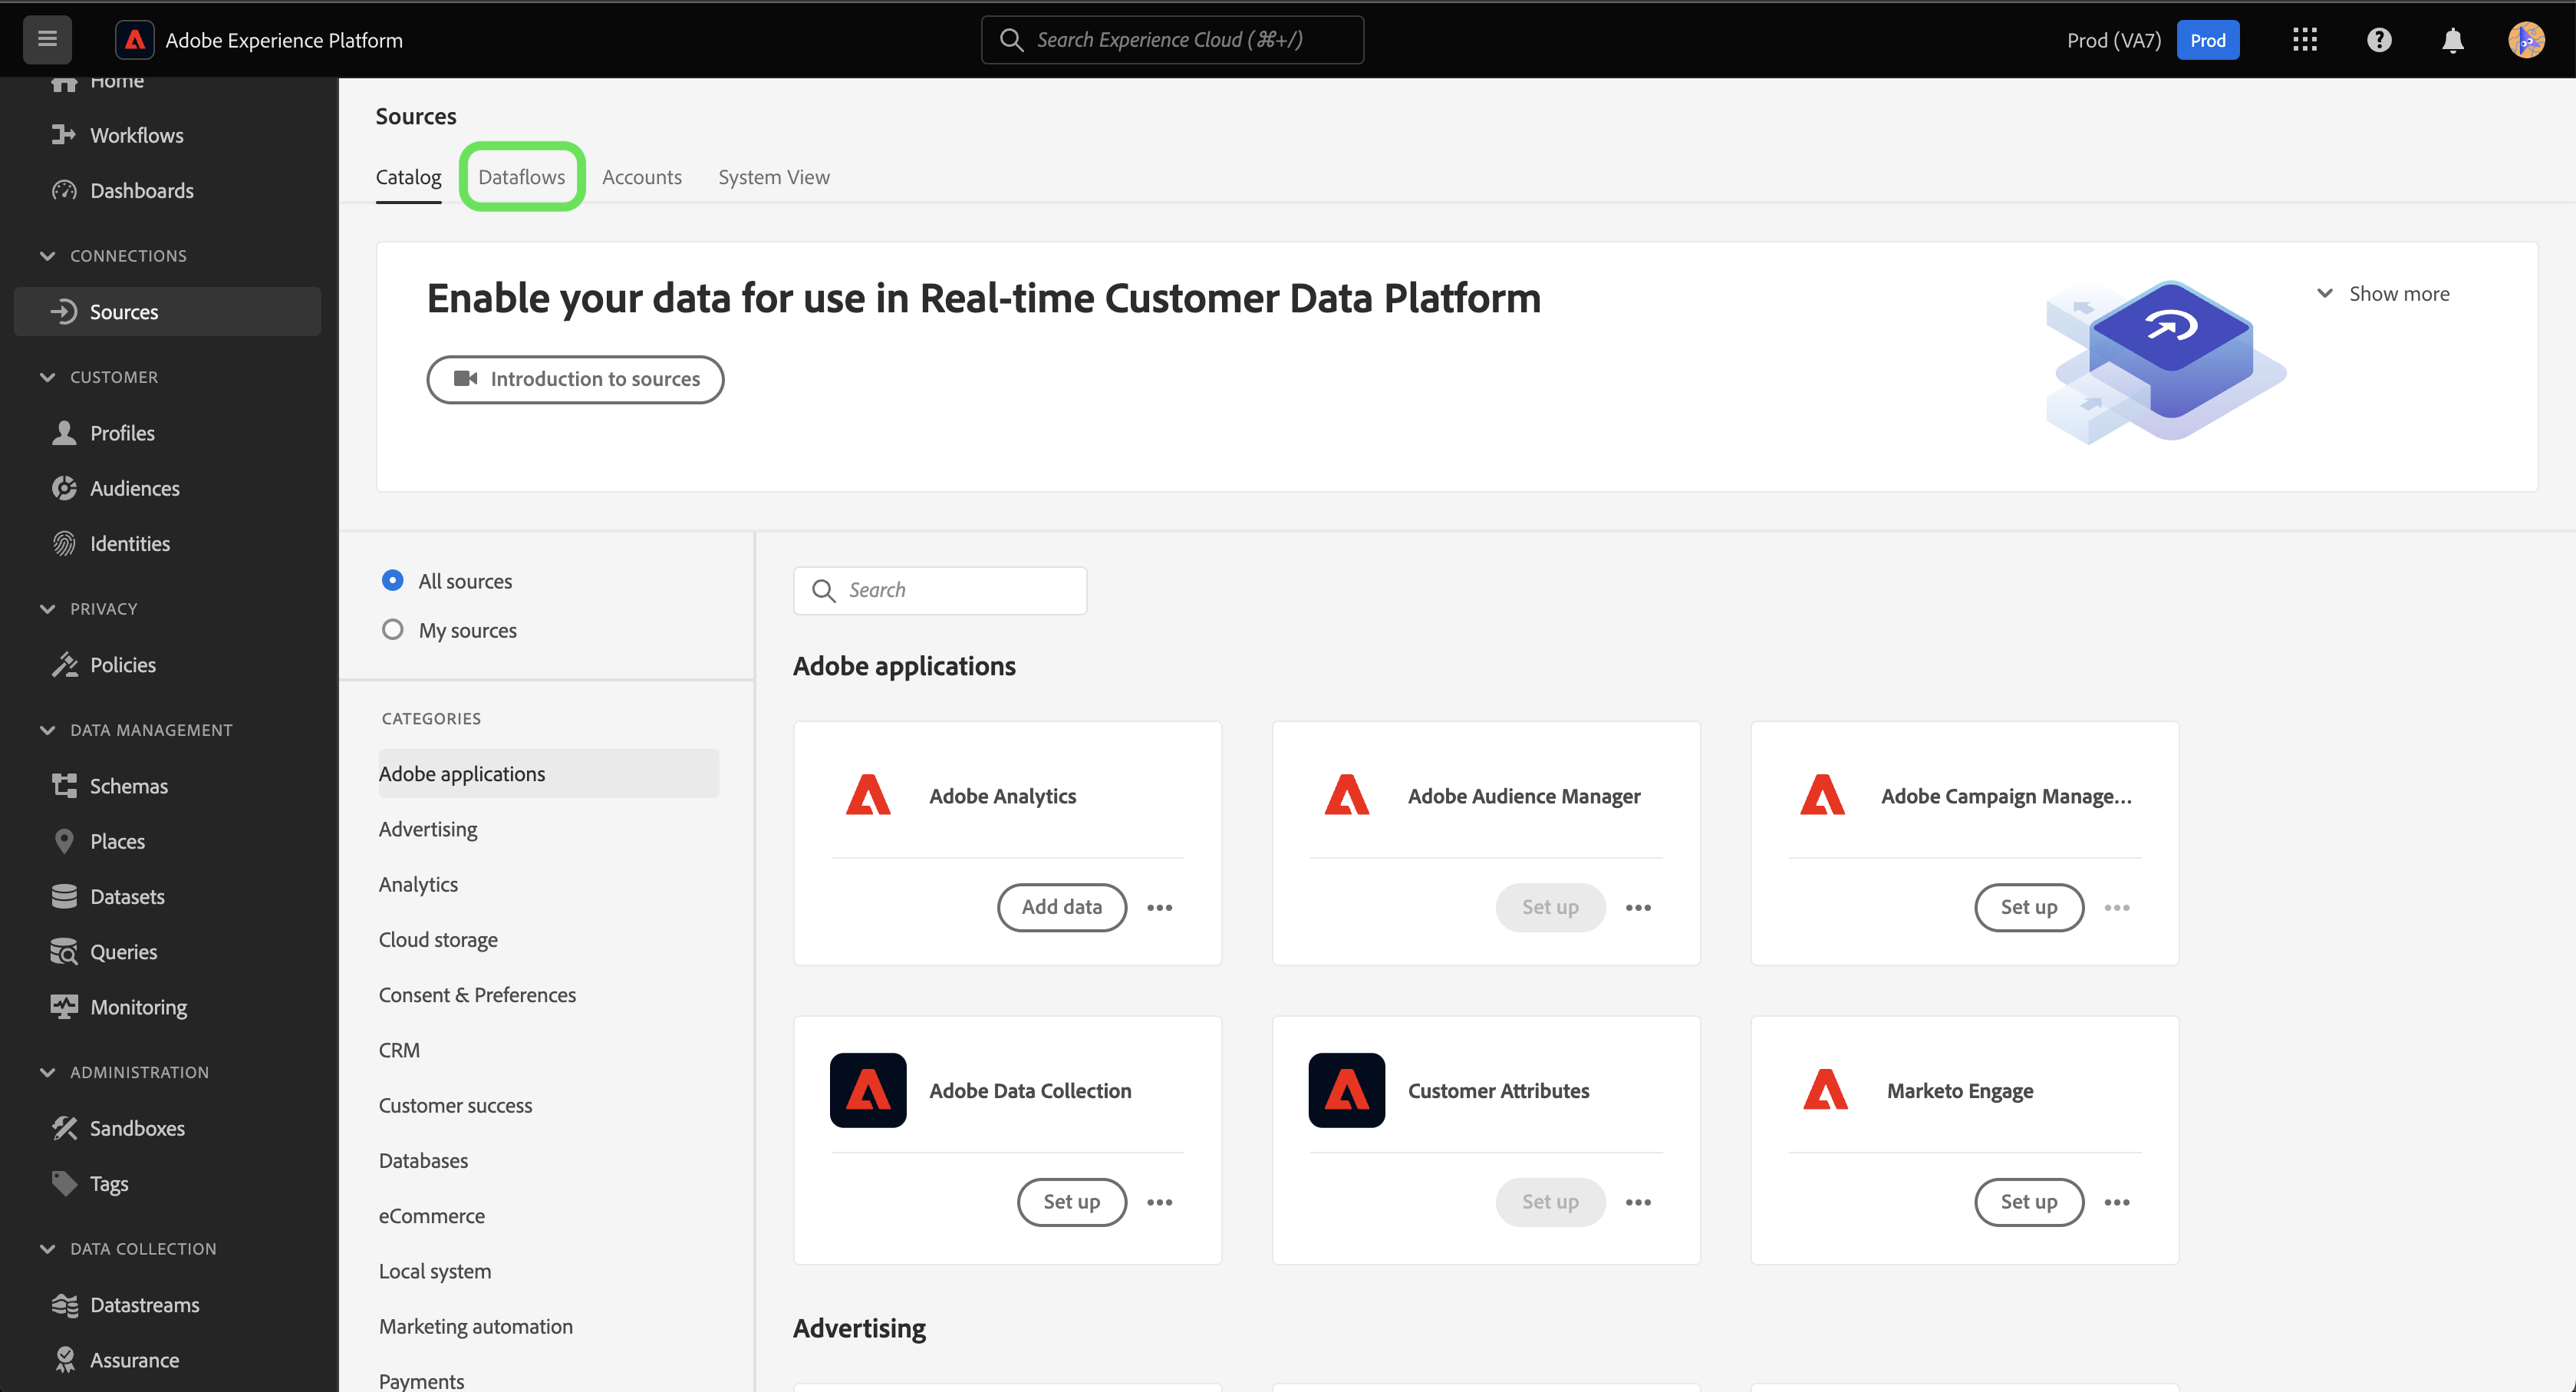 Adobe Experience Platform
Search Experience Cloud (⌘+/)
Prod (VA7)
Prod
Home
Workflows
Dashboards
CONNECTIONS
Sources
CUSTOMER
Profiles
Audiences
Identities
PRIVACY
Policies
DATA MANAGEMENT
Schemas
Places
Datasets
Queries
Monitoring
ADMINISTRATION
Sandboxes
Tags
DATA COLLECTION
Datastreams
Assurance
Sources
Catalog
Dataflows
Accounts
System View
Enable your data for use in Real-time Customer Data Platform
Introduction to sources
Show more
All sources
My sources
CATEGORIES
Adobe applications
Advertising
Analytics
Cloud storage
Consent & Preferences
CRM
Customer success
Databases
eCommerce
Local system
Marketing automation
Payments
Search
Adobe applications
Adobe Analytics
Add data
Adobe Audience Manager
Set up
Adobe Campaign Manage...
Set up
Adobe Data Collection
Set up
Customer Attributes
Set up
Marketo Engage
Set up
Advertising